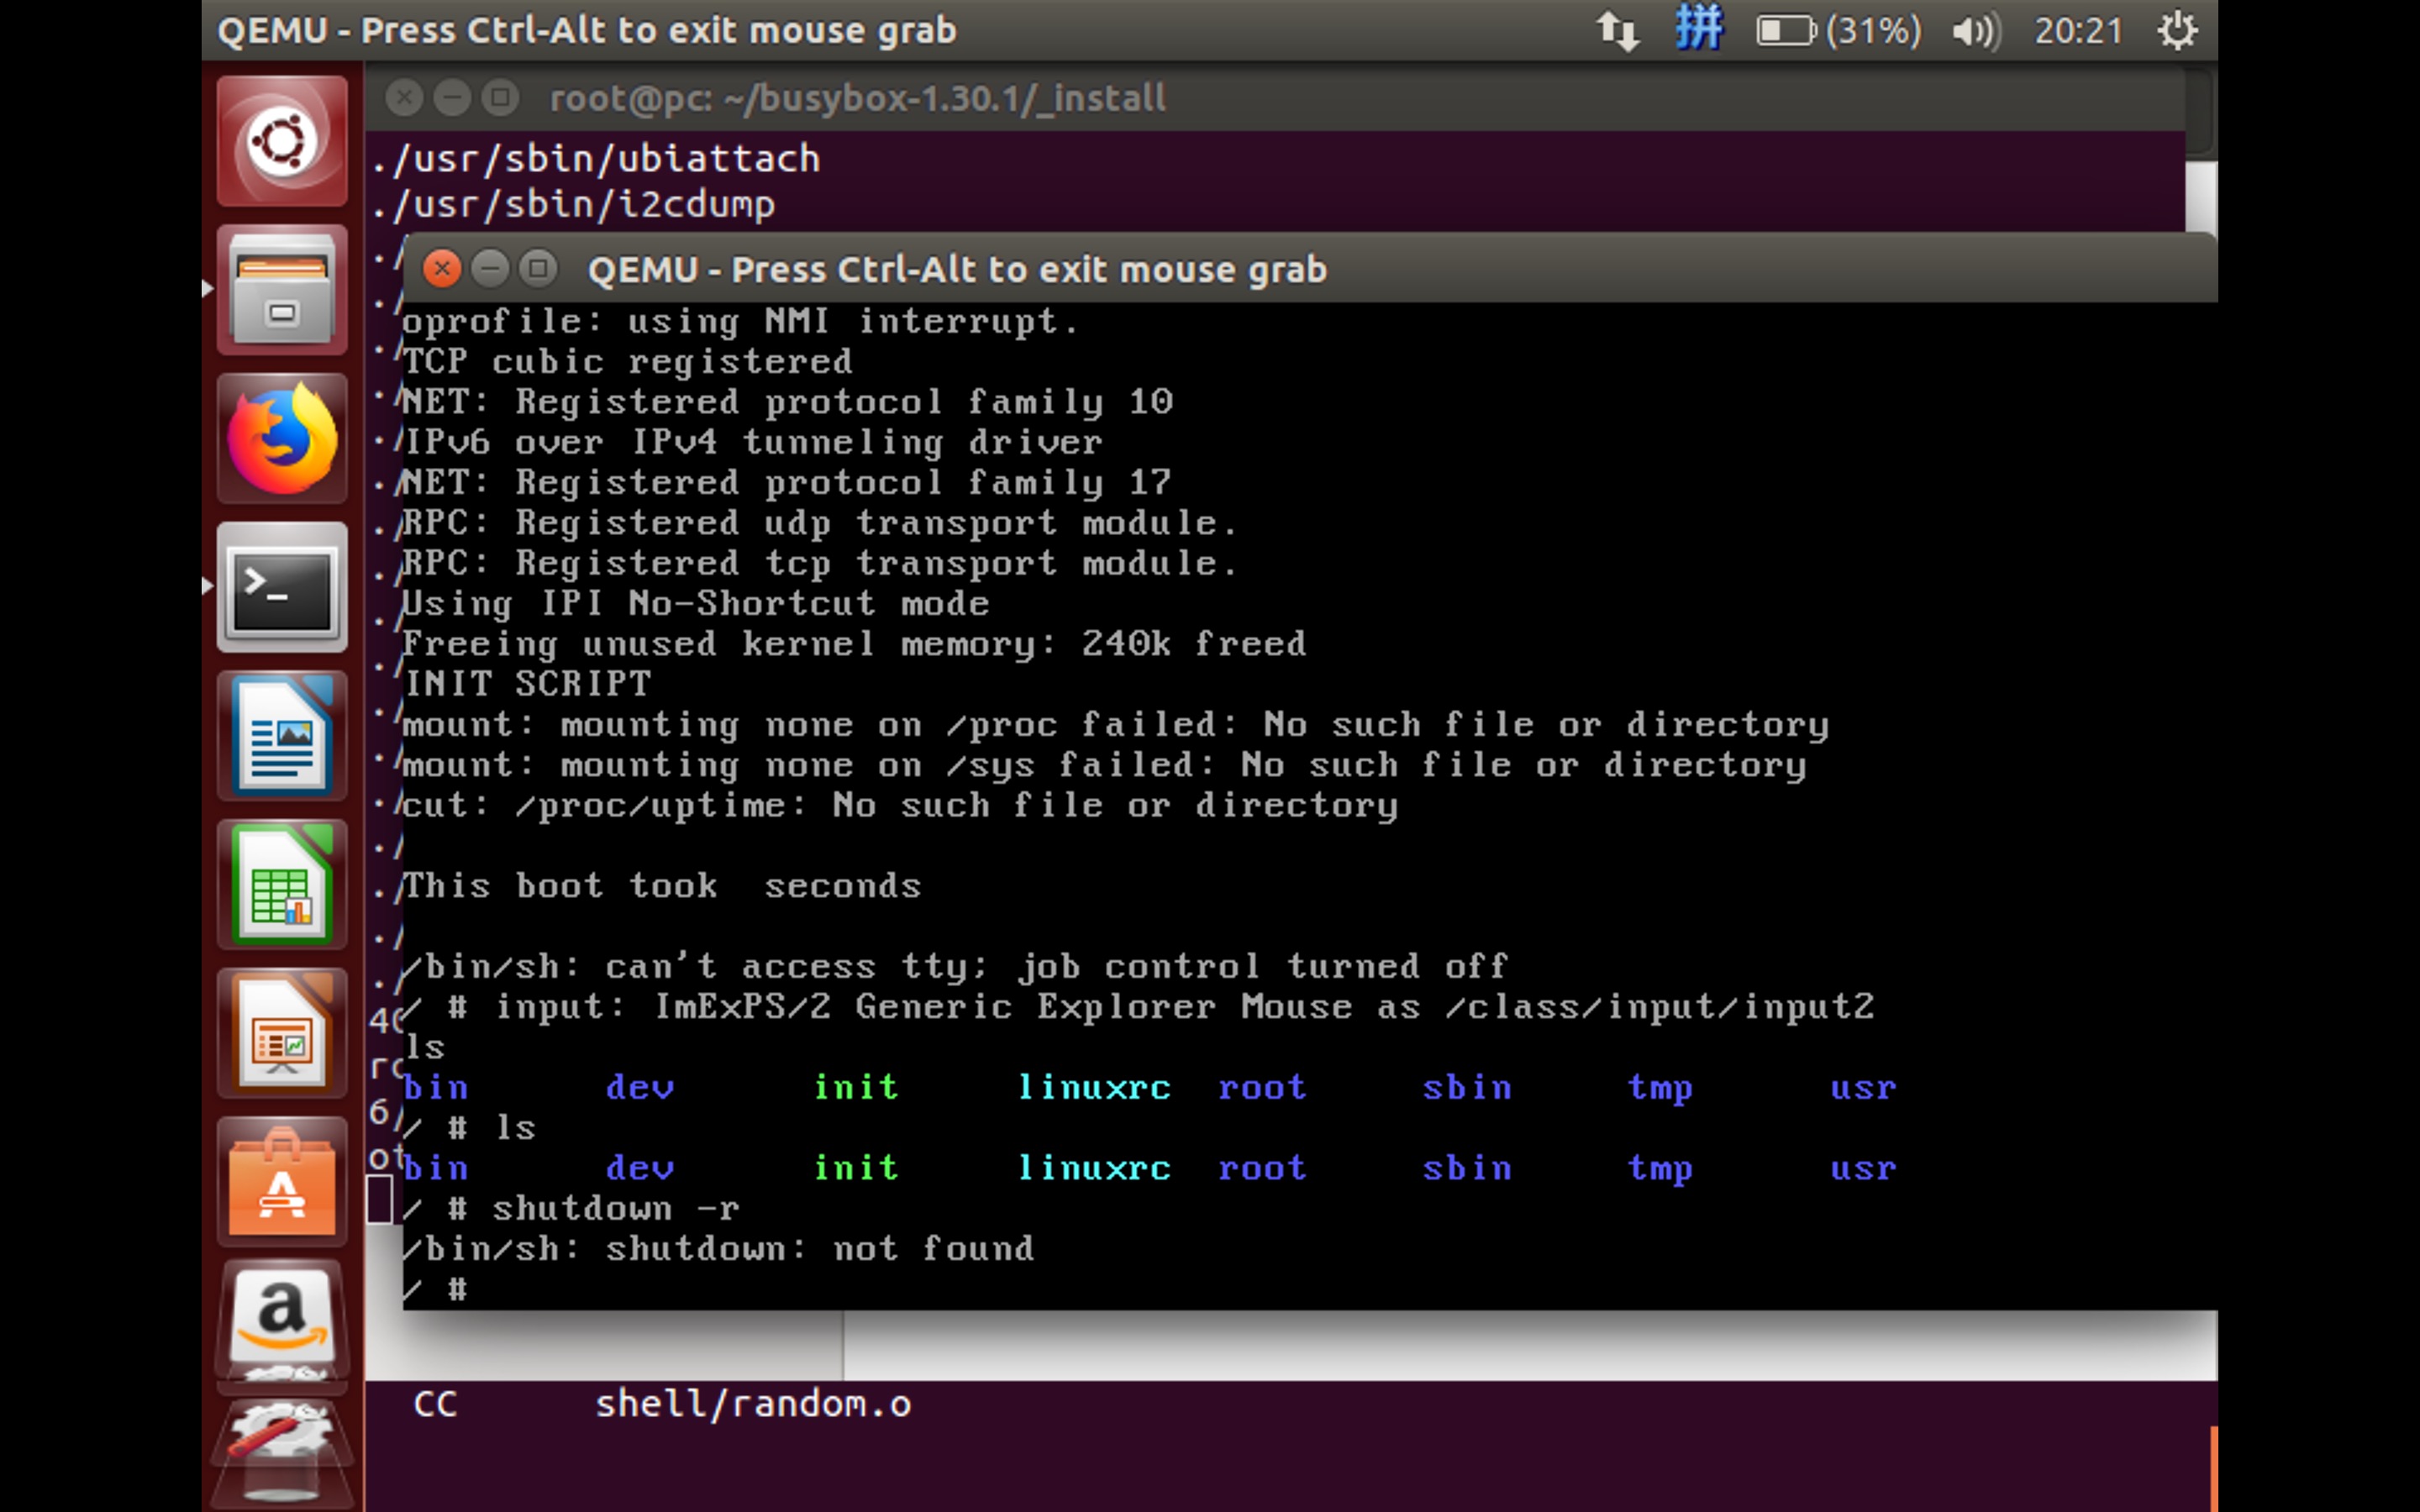 QEMU - Press Ctrl-Alt to exit mouse grab
拼 (31%) 20:21
root@pc: ~/busybox-1.30.1/_install
./usr/sbin/ubiattach
./usr/sbin/i2cdump
QEMU - Press Ctrl-Alt to exit mouse grab
oprofile: using NMI interrupt.
TCP cubic registered
NET: Registered protocol family 10
IPv6 over IPv4 tunneling driver
NET: Registered protocol family 17
RPC: Registered udp transport module.
RPC: Registered tcp transport module.
Using IPI No-Shortcut mode
Freeing unused kernel memory: 240k freed
INIT SCRIPT
mount: mounting none on /proc failed: No such file or directory
mount: mounting none on /sys failed: No such file or directory
cut: /proc/uptime: No such file or directory
This boot took  seconds
/bin/sh: can't access tty; job control turned off
/ # input: ImExPS/2 Generic Explorer Mouse as /class/input/input2
ls
bin dev init linuxrc root sbin tmp usr
/ # ls
bin dev init linuxrc root sbin tmp usr
/ # shutdown -r
/bin/sh: shutdown: not found
/ #
CC shell/random.o